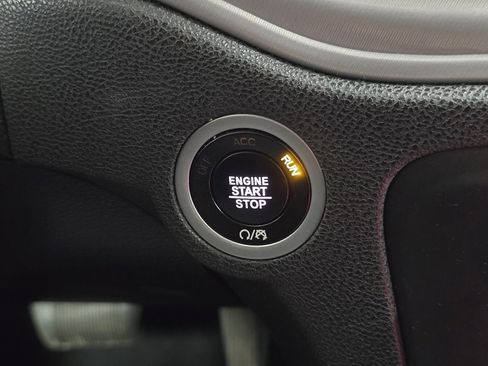 OFF ACC RUN
ENGINE
START
STOP